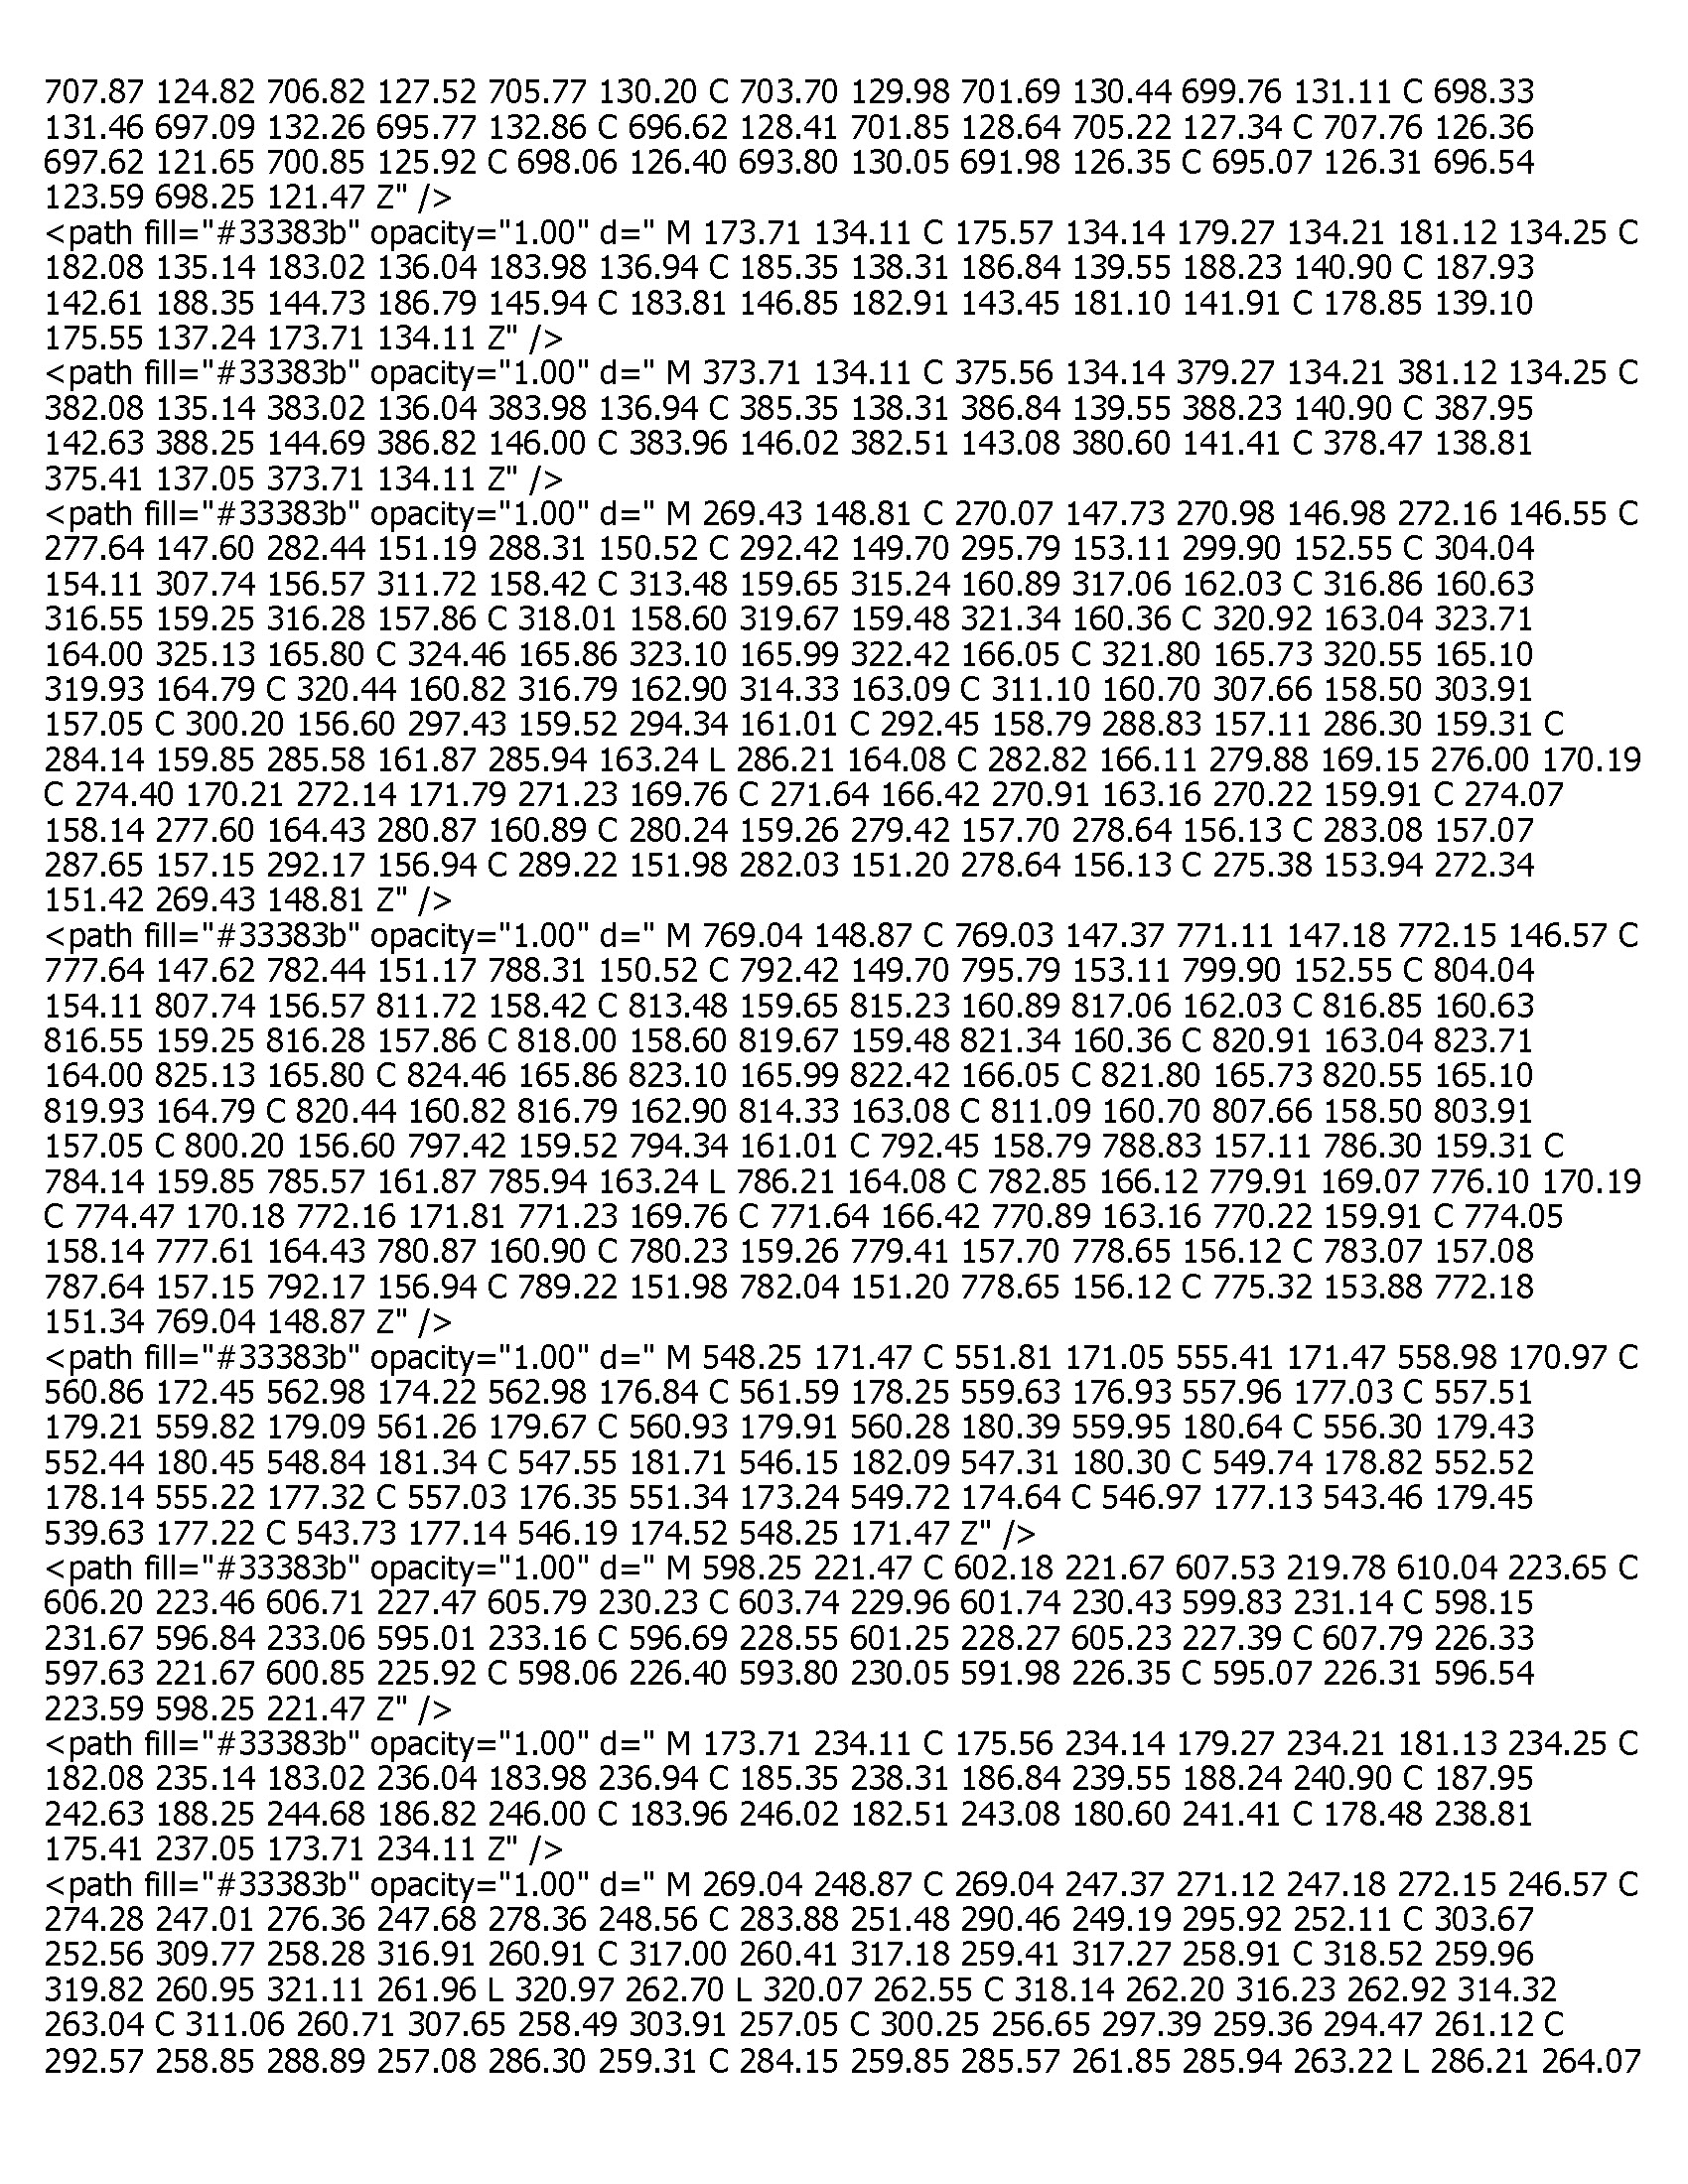 707.87 124.82 706.82 127.52 705.77 130.20 C 703.70 129.98 701.69 130.44 699.76 131.11 C 698.33
131.46 697.09 132.26 695.77 132.86 C 696.62 128.41 701.85 128.64 705.22 127.34 C 707.76 126.36
697.62 121.65 700.85 125.92 C 698.06 126.40 693.80 130.05 691.98 126.35 C 695.07 126.31 696.54
123.59 698.25 121.47 Z" />
<path fill="#33383b" opacity="1.00" d=" M 173.71 134.11 C 175.57 134.14 179.27 134.21 181.12 134.25 C
182.08 135.14 183.02 136.04 183.98 136.94 C 185.35 138.31 186.84 139.55 188.23 140.90 C 187.93
142.61 188.35 144.73 186.79 145.94 C 183.81 146.85 182.91 143.45 181.10 141.91 C 178.85 139.10
175.55 137.24 173.71 134.11 Z" />
<path fill="#33383b" opacity="1.00" d=" M 373.71 134.11 C 375.56 134.14 379.27 134.21 381.12 134.25 C
382.08 135.14 383.02 136.04 383.98 136.94 C 385.35 138.31 386.84 139.55 388.23 140.90 C 387.95
142.63 388.25 144.69 386.82 146.00 C 383.96 146.02 382.51 143.08 380.60 141.41 C 378.47 138.81
375.41 137.05 373.71 134.11 Z" />
<path fill="#33383b" opacity="1.00" d=" M 269.43 148.81 C 270.07 147.73 270.98 146.98 272.16 146.55 C
277.64 147.60 282.44 151.19 288.31 150.52 C 292.42 149.70 295.79 153.11 299.90 152.55 C 304.04
154.11 307.74 156.57 311.72 158.42 C 313.48 159.65 315.24 160.89 317.06 162.03 C 316.86 160.63
316.55 159.25 316.28 157.86 C 318.01 158.60 319.67 159.48 321.34 160.36 C 320.92 163.04 323.71
164.00 325.13 165.80 C 324.46 165.86 323.10 165.99 322.42 166.05 C 321.80 165.73 320.55 165.10
319.93 164.79 C 320.44 160.82 316.79 162.90 314.33 163.09 C 311.10 160.70 307.66 158.50 303.91
157.05 C 300.20 156.60 297.43 159.52 294.34 161.01 C 292.45 158.79 288.83 157.11 286.30 159.31 C
284.14 159.85 285.58 161.87 285.94 163.24 L 286.21 164.08 C 282.82 166.11 279.88 169.15 276.00 170.19
C 274.40 170.21 272.14 171.79 271.23 169.76 C 271.64 166.42 270.91 163.16 270.22 159.91 C 274.07
158.14 277.60 164.43 280.87 160.89 C 280.24 159.26 279.42 157.70 278.64 156.13 C 283.08 157.07
287.65 157.15 292.17 156.94 C 289.22 151.98 282.03 151.20 278.64 156.13 C 275.38 153.94 272.34
151.42 269.43 148.81 Z" />
<path fill="#33383b" opacity="1.00" d=" M 769.04 148.87 C 769.03 147.37 771.11 147.18 772.15 146.57 C
777.64 147.62 782.44 151.17 788.31 150.52 C 792.42 149.70 795.79 153.11 799.90 152.55 C 804.04
154.11 807.74 156.57 811.72 158.42 C 813.48 159.65 815.23 160.89 817.06 162.03 C 816.85 160.63
816.55 159.25 816.28 157.86 C 818.00 158.60 819.67 159.48 821.34 160.36 C 820.91 163.04 823.71
164.00 825.13 165.80 C 824.46 165.86 823.10 165.99 822.42 166.05 C 821.80 165.73 820.55 165.10
819.93 164.79 C 820.44 160.82 816.79 162.90 814.33 163.08 C 811.09 160.70 807.66 158.50 803.91
157.05 C 800.20 156.60 797.42 159.52 794.34 161.01 C 792.45 158.79 788.83 157.11 786.30 159.31 C
784.14 159.85 785.57 161.87 785.94 163.24 L 786.21 164.08 C 782.85 166.12 779.91 169.07 776.10 170.19
C 774.47 170.18 772.16 171.81 771.23 169.76 C 771.64 166.42 770.89 163.16 770.22 159.91 C 774.05
158.14 777.61 164.43 780.87 160.90 C 780.23 159.26 779.41 157.70 778.65 156.12 C 783.07 157.08
787.64 157.15 792.17 156.94 C 789.22 151.98 782.04 151.20 778.65 156.12 C 775.32 153.88 772.18
151.34 769.04 148.87 Z" />
<path fill="#33383b" opacity="1.00" d=" M 548.25 171.47 C 551.81 171.05 555.41 171.47 558.98 170.97 C
560.86 172.45 562.98 174.22 562.98 176.84 C 561.59 178.25 559.63 176.93 557.96 177.03 C 557.51
179.21 559.82 179.09 561.26 179.67 C 560.93 179.91 560.28 180.39 559.95 180.64 C 556.30 179.43
552.44 180.45 548.84 181.34 C 547.55 181.71 546.15 182.09 547.31 180.30 C 549.74 178.82 552.52
178.14 555.22 177.32 C 557.03 176.35 551.34 173.24 549.72 174.64 C 546.97 177.13 543.46 179.45
539.63 177.22 C 543.73 177.14 546.19 174.52 548.25 171.47 Z" />
<path fill="#33383b" opacity="1.00" d=" M 598.25 221.47 C 602.18 221.67 607.53 219.78 610.04 223.65 C
606.20 223.46 606.71 227.47 605.79 230.23 C 603.74 229.96 601.74 230.43 599.83 231.14 C 598.15
231.67 596.84 233.06 595.01 233.16 C 596.69 228.55 601.25 228.27 605.23 227.39 C 607.79 226.33
597.63 221.67 600.85 225.92 C 598.06 226.40 593.80 230.05 591.98 226.35 C 595.07 226.31 596.54
223.59 598.25 221.47 Z" />
<path fill="#33383b" opacity="1.00" d=" M 173.71 234.11 C 175.56 234.14 179.27 234.21 181.13 234.25 C
182.08 235.14 183.02 236.04 183.98 236.94 C 185.35 238.31 186.84 239.55 188.24 240.90 C 187.95
242.63 188.25 244.68 186.82 246.00 C 183.96 246.02 182.51 243.08 180.60 241.41 C 178.48 238.81
175.41 237.05 173.71 234.11 Z" />
<path fill="#33383b" opacity="1.00" d=" M 269.04 248.87 C 269.04 247.37 271.12 247.18 272.15 246.57 C
274.28 247.01 276.36 247.68 278.36 248.56 C 283.88 251.48 290.46 249.19 295.92 252.11 C 303.67
252.56 309.77 258.28 316.91 260.91 C 317.00 260.41 317.18 259.41 317.27 258.91 C 318.52 259.96
319.82 260.95 321.11 261.96 L 320.97 262.70 L 320.07 262.55 C 318.14 262.20 316.23 262.92 314.32
263.04 C 311.06 260.71 307.65 258.49 303.91 257.05 C 300.25 256.65 297.39 259.36 294.47 261.12 C
292.57 258.85 288.89 257.08 286.30 259.31 C 284.15 259.85 285.57 261.85 285.94 263.22 L 286.21 264.07